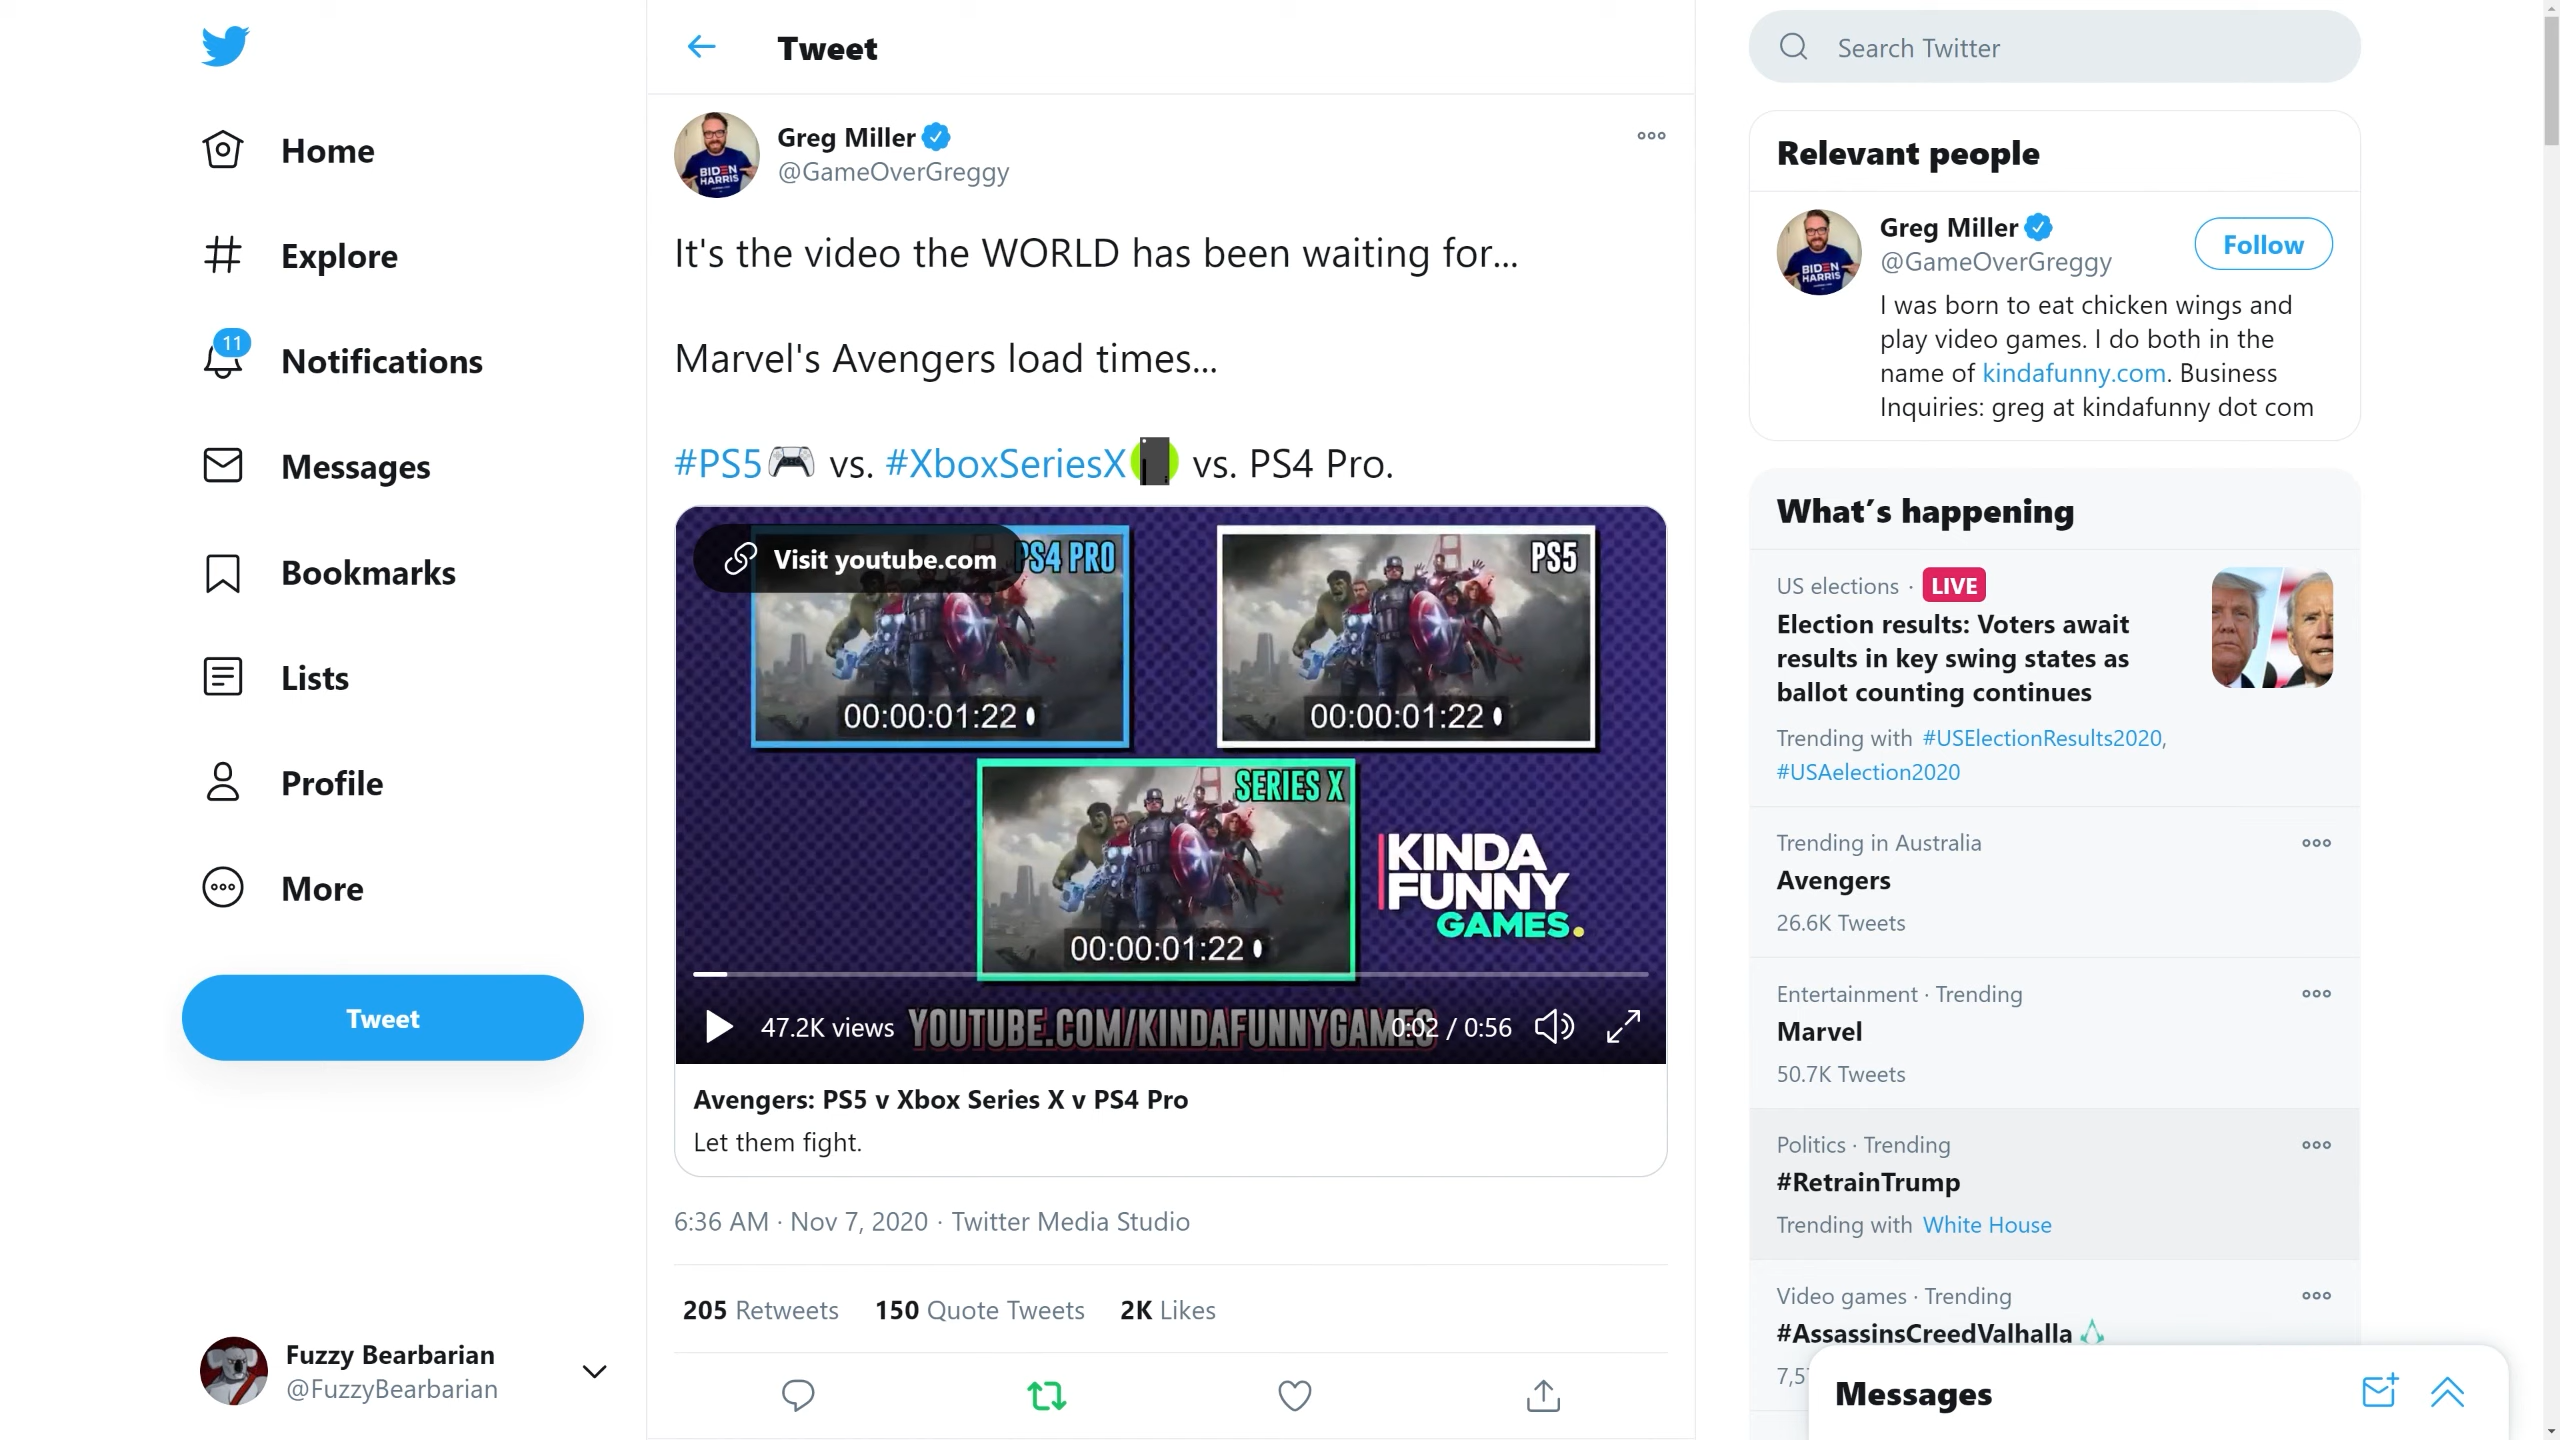 Home
Explore
11
Notifications
Messages
Bookmarks
Lists
Profile
More
Tweet
Fuzzy Bearbarian
@FuzzyBearbarian
Tweet
Greg Miller
@GameOverGreggy
BIDEN
HARRIS
It's the video the WORLD has been waiting for...
Marvel's Avengers load times...
#PS5 vs. #XboxSeriesX vs. PS4 Pro.
Visit youtube.com
PS4 PRO
PS5
00:00:01:22
00:00:01:22
SERIES X
00:00:01:22
KINDA
FUNNY
GAMES.
47.2K views
YOUTUBE.COM/KINDAFUNNYGAMES
0:02 / 0:56
Avengers: PS5 v Xbox Series X v PS4 Pro
Let them fight.
6:36 AM · Nov 7, 2020 · Twitter Media Studio
205 Retweets 150 Quote Tweets 2K Likes
Search Twitter
Relevant people
Greg Miller
@GameOverGreggy
Follow
BIDEN
HARRIS
I was born to eat chicken wings and
play video games. I do both in the
name of kindafunny.com. Business
Inquiries: greg at kindafunny dot com
What's happening
US elections · LIVE
Election results: Voters await
results in key swing states as
ballot counting continues
Trending with #USElectionResults2020,
#USAelection2020
Trending in Australia
Avengers
26.6K Tweets
Entertainment · Trending
Marvel
50.7K Tweets
Politics · Trending
#RetrainTrump
Trending with White House
Video games · Trending
#AssassinsCreedValhalla
Messages